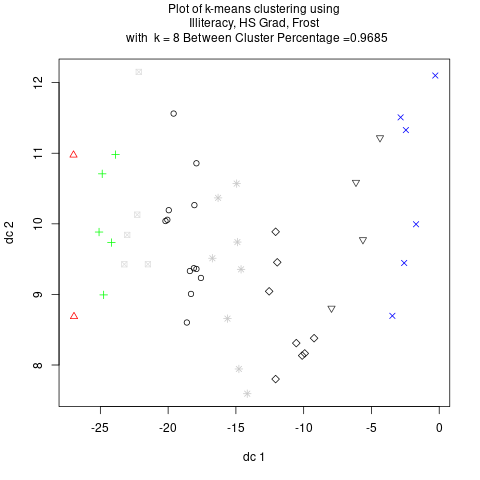 Plot of k-means clustering using
Illiteracy, HS Grad, Frost
with  k = 8 Between Cluster Percentage =0.9685
12
11
10
9
8
dc 2
-25 -20 -15 -10 -5 0
dc 1